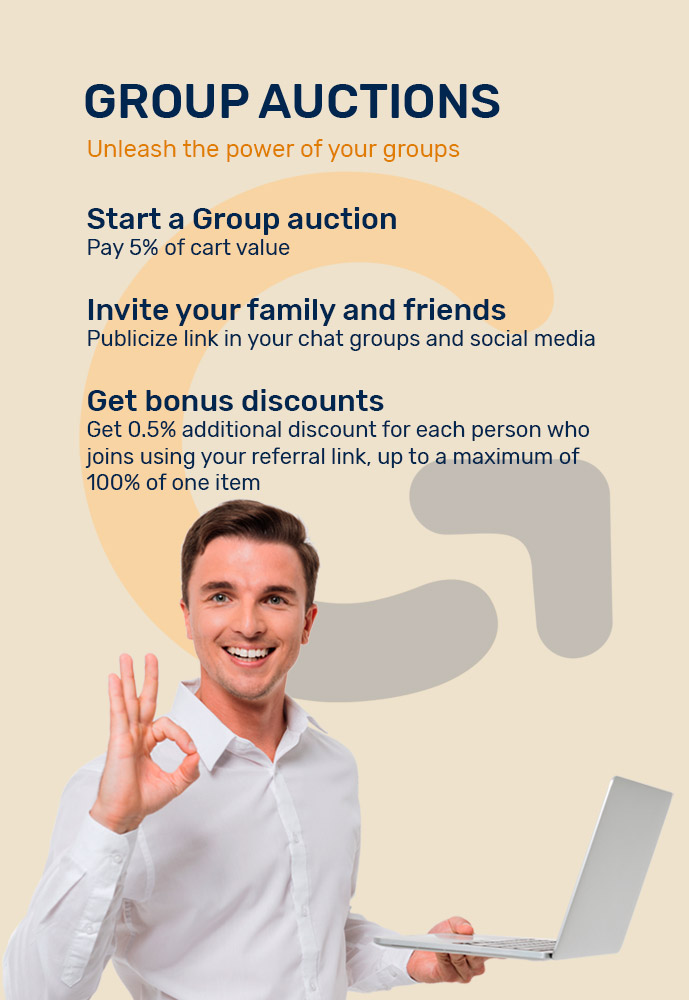 GROUP AUCTIONS
Unleash the power of your groups
Start a Group auction
Pay 5% of cart value
Invite your family and friends
Publicize link in your chat groups and social media
Get bonus discounts
Get 0.5% additional discount for each person who
joins using your referral link, up to a maximum of
100% of one item